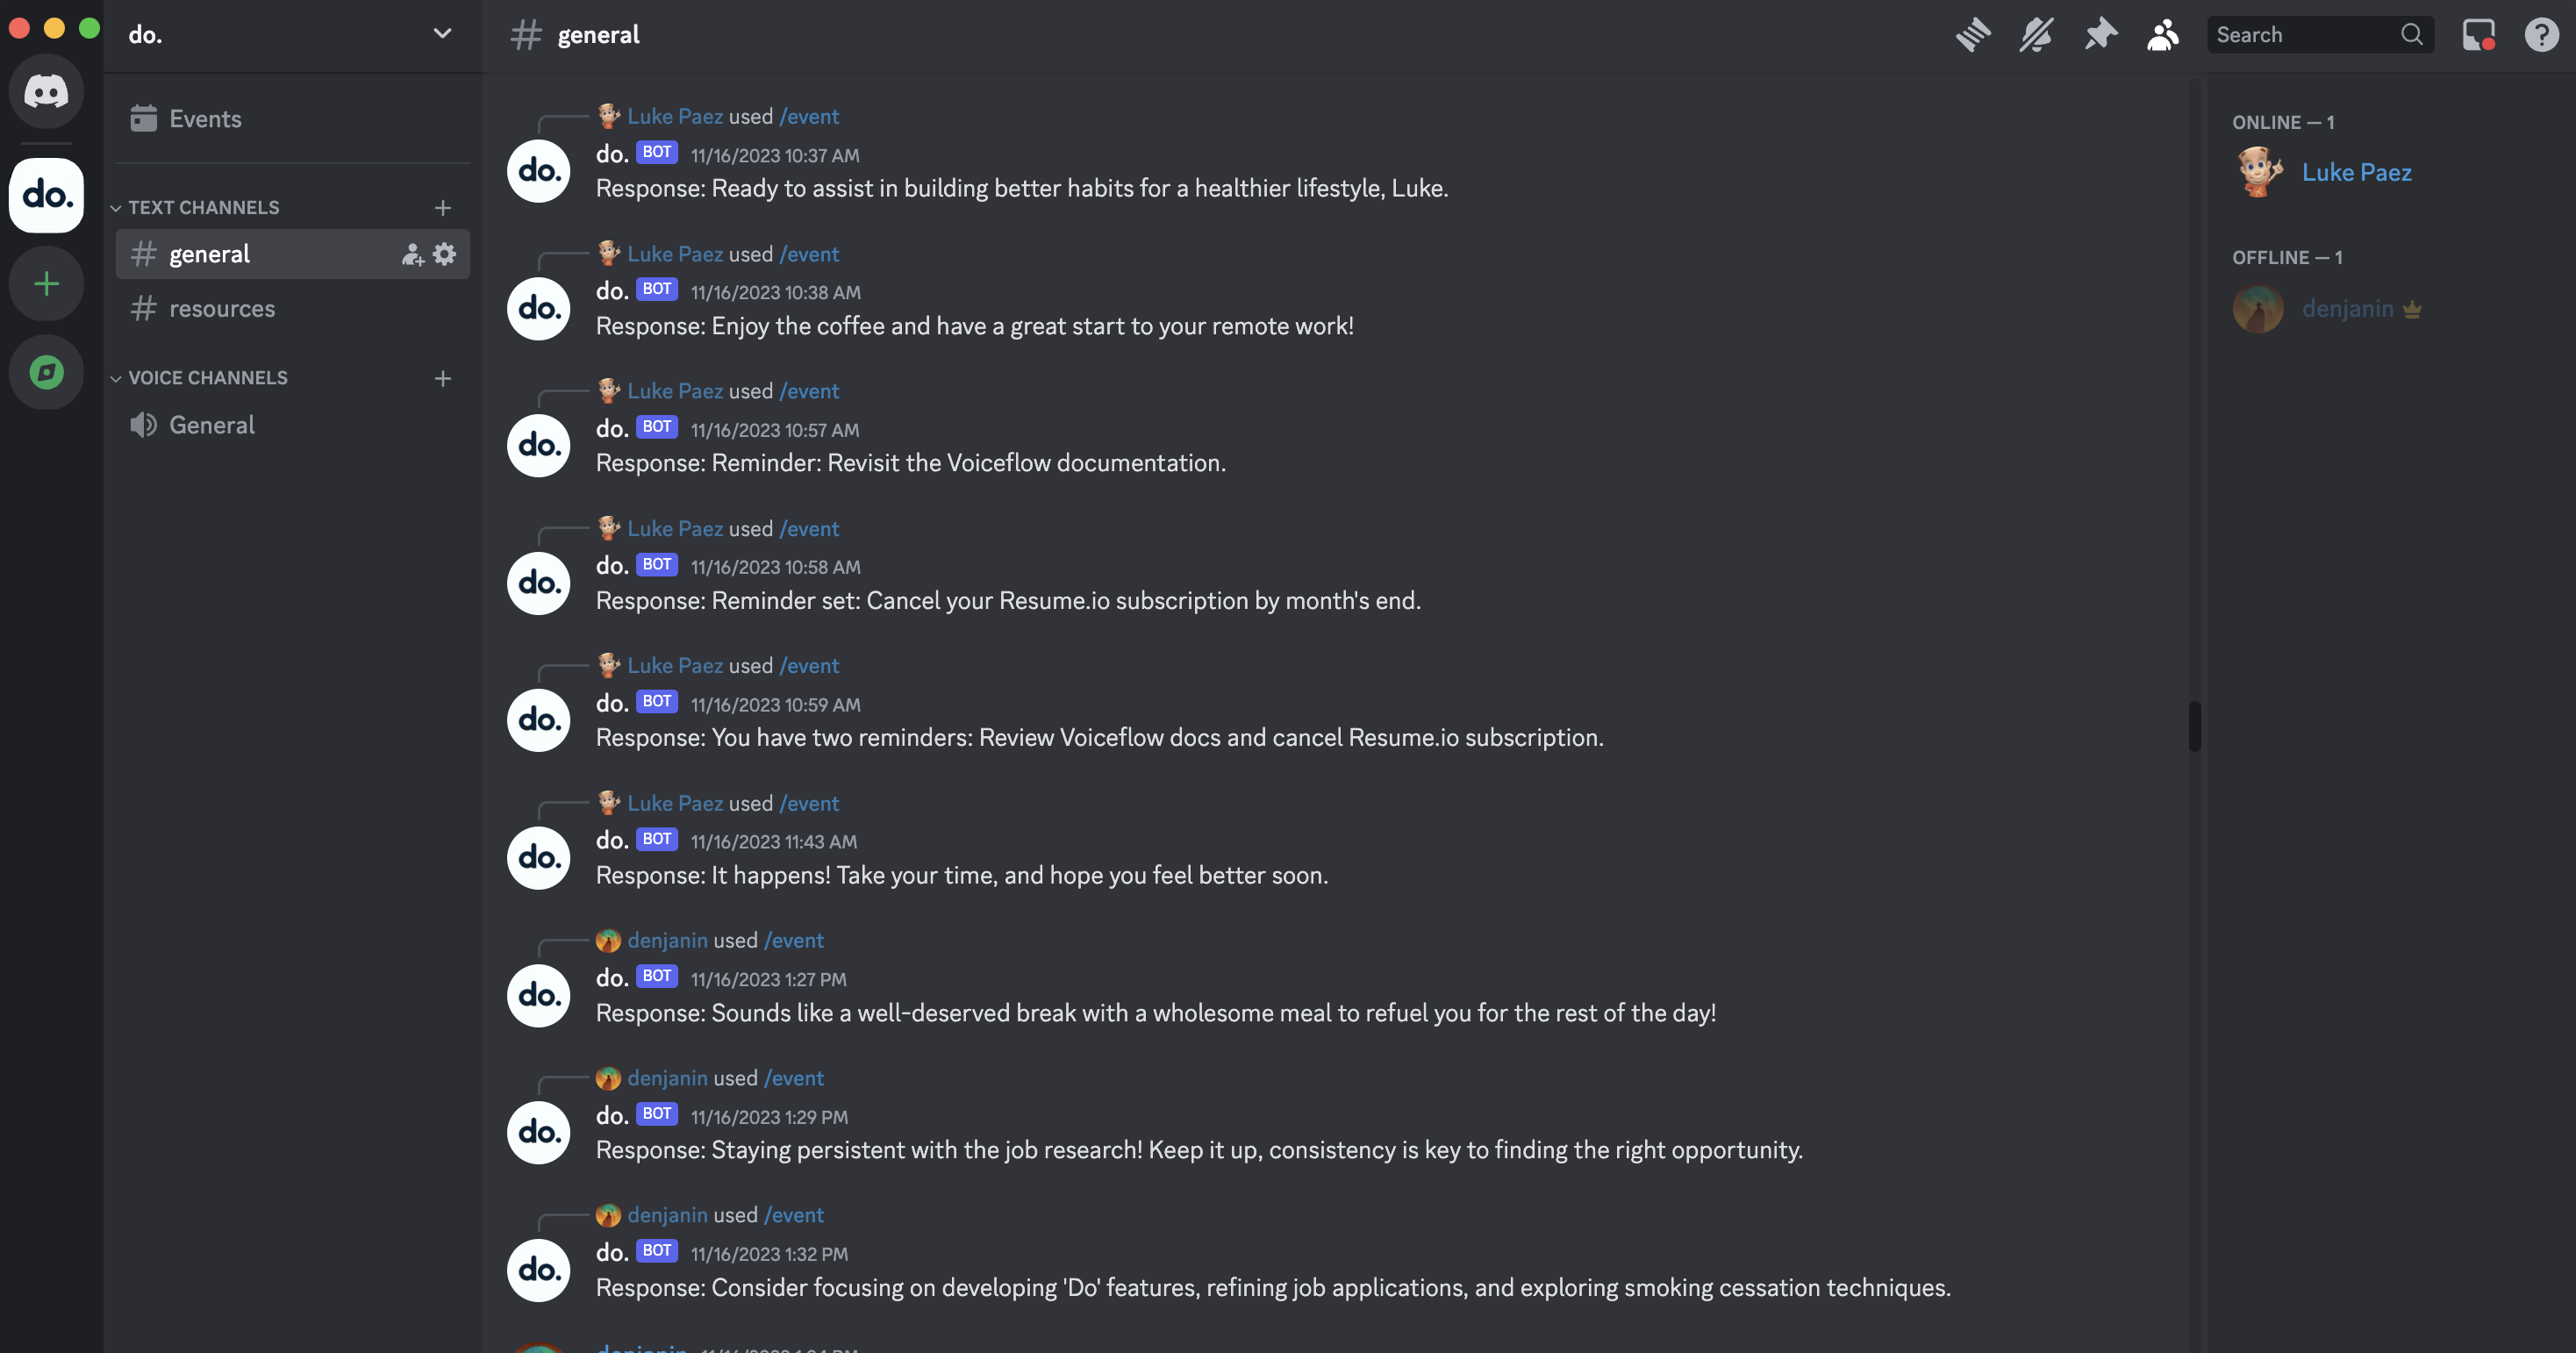 do.
# general
Search
Events
TEXT CHANNELS
# general
# resources
VOICE CHANNELS
General
do.
Luke Paez used /event
do. BOT 11/16/2023 10:37 AM
do.
Response: Ready to assist in building better habits for a healthier lifestyle, Luke.
Luke Paez used /event
do. BOT 11/16/2023 10:38 AM
do.
Response: Enjoy the coffee and have a great start to your remote work!
Luke Paez used /event
do. BOT 11/16/2023 10:57 AM
do.
Response: Reminder: Revisit the Voiceflow documentation.
Luke Paez used /event
do. BOT 11/16/2023 10:58 AM
do.
Response: Reminder set: Cancel your Resume.io subscription by month's end.
Luke Paez used /event
do. BOT 11/16/2023 10:59 AM
do.
Response: You have two reminders: Review Voiceflow docs and cancel Resume.io subscription.
Luke Paez used /event
do. BOT 11/16/2023 11:43 AM
do.
Response: It happens! Take your time, and hope you feel better soon.
denjanin used /event
do. BOT 11/16/2023 1:27 PM
do.
Response: Sounds like a well-deserved break with a wholesome meal to refuel you for the rest of the day!
denjanin used /event
do. BOT 11/16/2023 1:29 PM
do.
Response: Staying persistent with the job research! Keep it up, consistency is key to finding the right opportunity.
denjanin used /event
do. BOT 11/16/2023 1:32 PM
do.
Response: Consider focusing on developing 'Do' features, refining job applications, and exploring smoking cessation techniques.
denjanin
ONLINE — 1
Luke Paez
OFFLINE — 1
denjanin